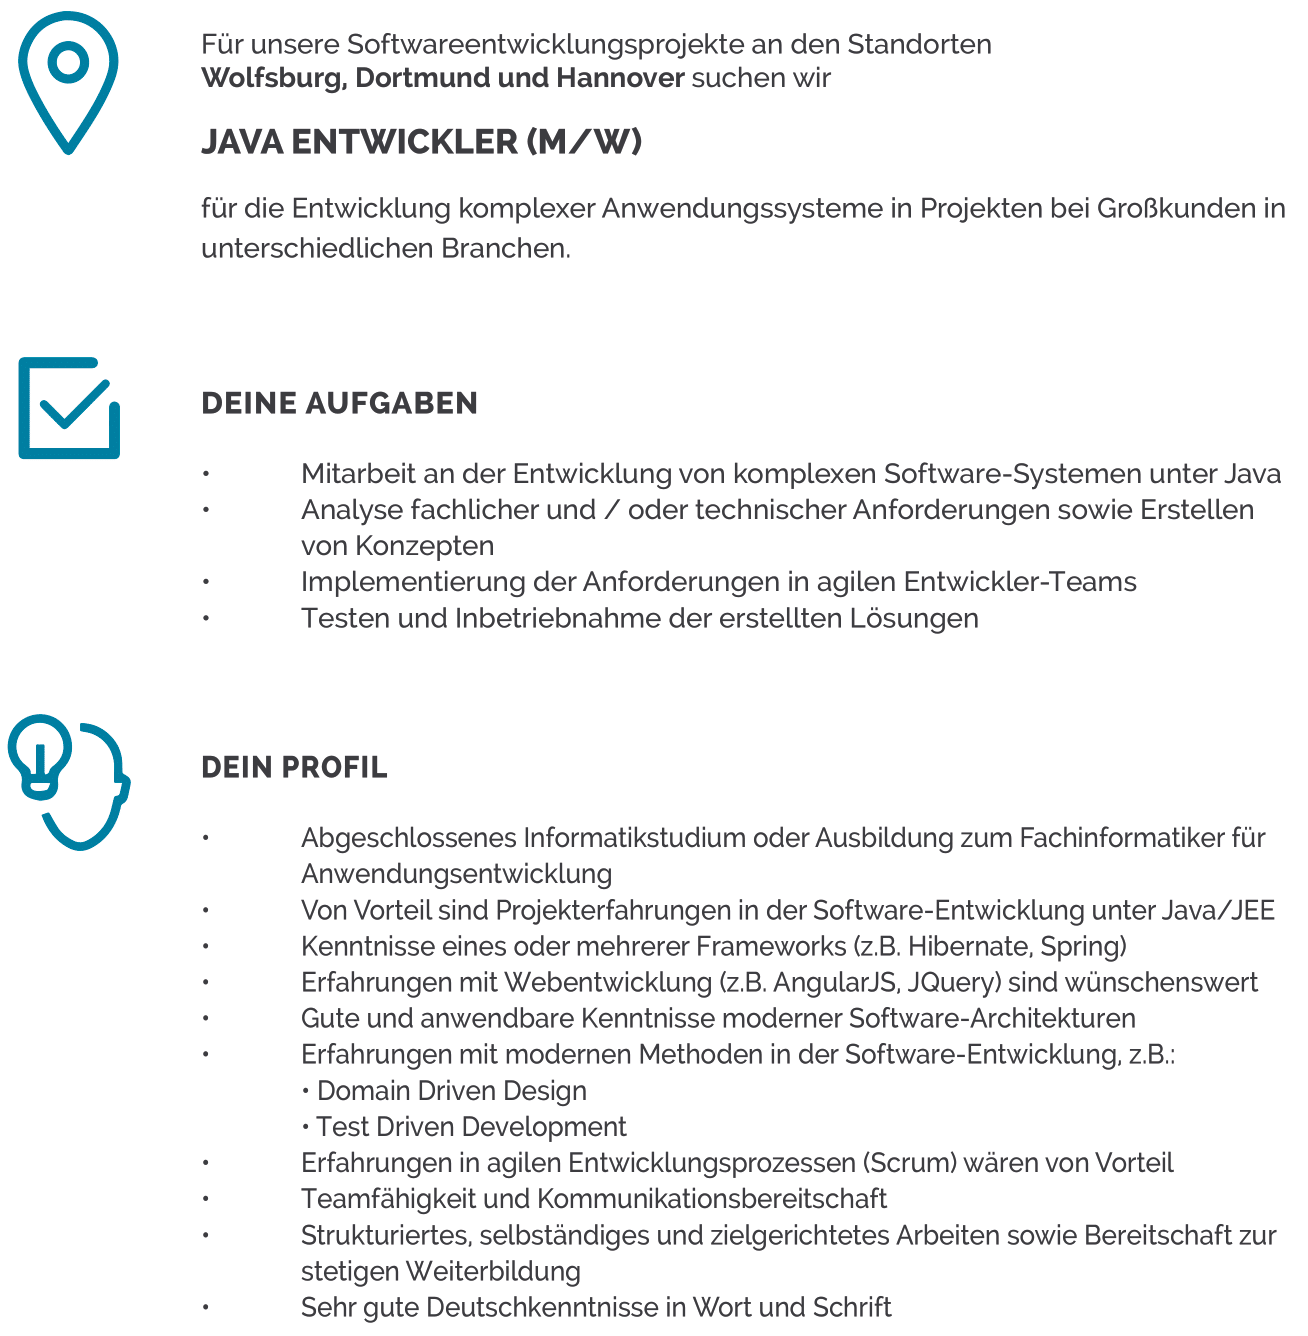 Für unsere Softwareentwicklungsprojekte an den Standorten
Wolfsburg, Dortmund und Hannover suchen wir
JAVA ENTWICKLER (M/W)
für die Entwicklung komplexer Anwendungssysteme in Projekten bei Großkunden in
unterschiedlichen Branchen.
DEINE AUFGABEN
• Mitarbeit an der Entwicklung von komplexen Software-Systemen unter Java
• Analyse fachlicher und / oder technischer Anforderungen sowie Erstellen
von Konzepten
• Implementierung der Anforderungen in agilen Entwickler-Teams
• Testen und Inbetriebnahme der erstellten Lösungen
DEIN PROFIL
• Abgeschlossenes Informatikstudium oder Ausbildung zum Fachinformatiker für
Anwendungsentwicklung
• Von Vorteil sind Projekterfahrungen in der Software-Entwicklung unter Java/JEE
• Kenntnisse eines oder mehrerer Frameworks (z.B. Hibernate, Spring)
• Erfahrungen mit Webentwicklung (z.B. AngularJS, JQuery) sind wünschenswert
• Gute und anwendbare Kenntnisse moderner Software-Architekturen
• Erfahrungen mit modernen Methoden in der Software-Entwicklung, z.B.:
• Domain Driven Design
• Test Driven Development
• Erfahrungen in agilen Entwicklungsprozessen (Scrum) wären von Vorteil
• Teamfähigkeit und Kommunikationsbereitschaft
• Strukturiertes, selbständiges und zielgerichtetes Arbeiten sowie Bereitschaft zur
stetigen Weiterbildung
• Sehr gute Deutschkenntnisse in Wort und Schrift